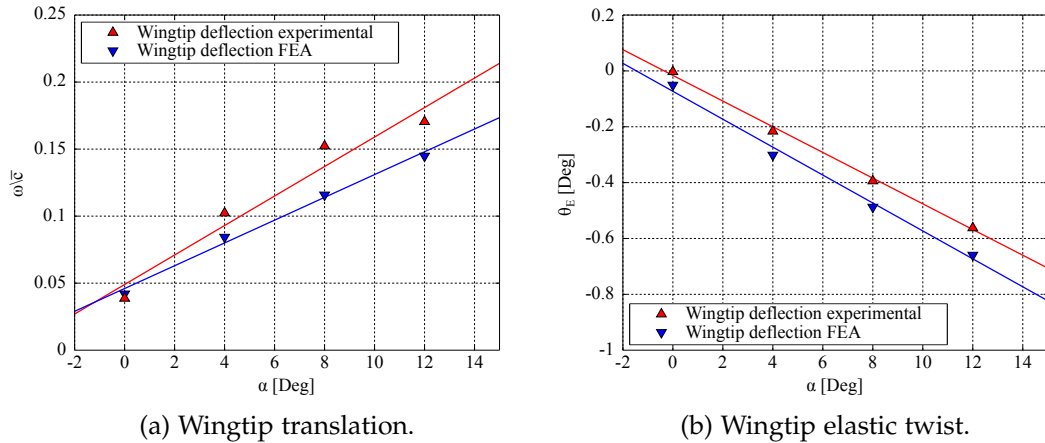 Wingtip deflection experimental
Wingtip deflection FEA
0.25
0.2
0.15
0.1
0.05
0
ω\c̅
-2 0 2 4 6 8 10 12 14
α [Deg]
(a) Wingtip translation.
0.2
0
-0.2
-0.4
-0.6
-0.8
-1
θE [Deg]
Wingtip deflection experimental
Wingtip deflection FEA
-2 0 2 4 6 8 10 12 14
α [Deg]
(b) Wingtip elastic twist.